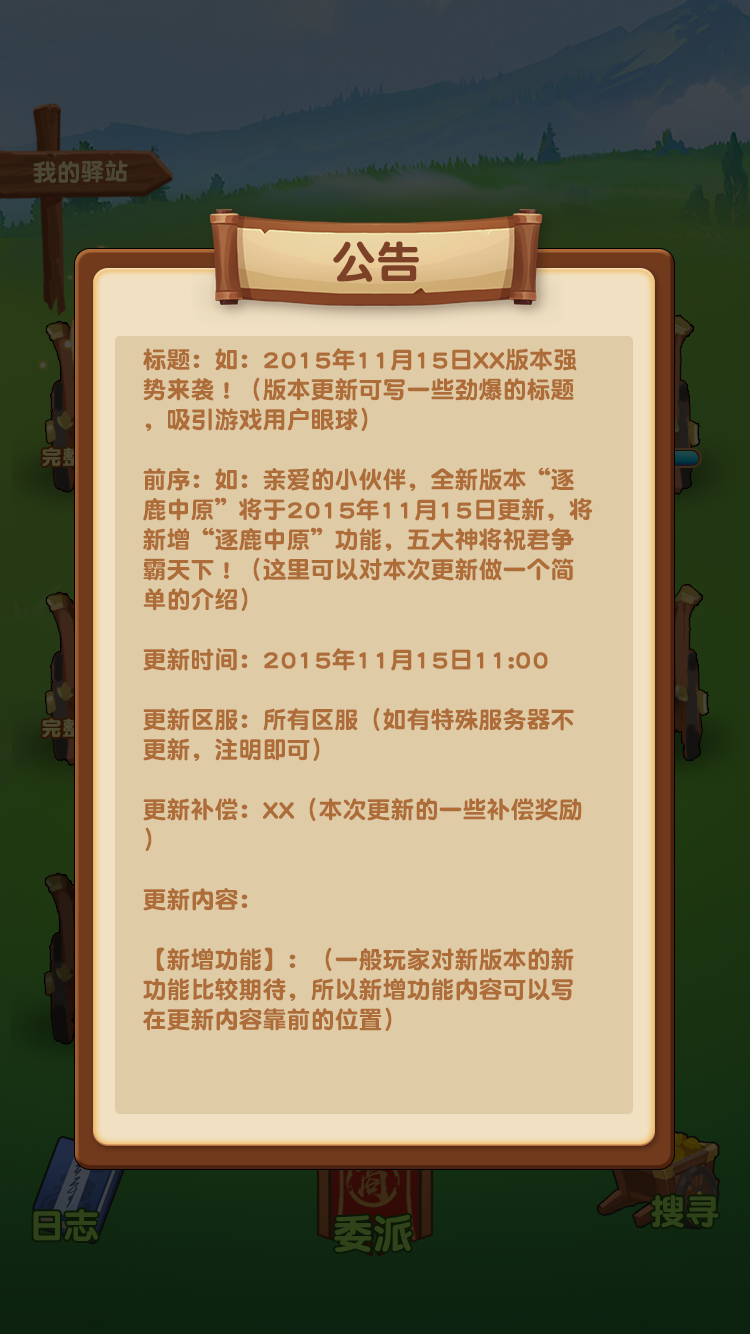 我的驿站
公告
标题：如：2015年11月15日XX版本强
势来袭！（版本更新可写一些劲爆的标题
，吸引游戏用户眼球）
前序：如：亲爱的小伙伴，全新版本“逐
鹿中原”将于2015年11月15日更新，将
新增“逐鹿中原”功能，五大神将祝君争
霸天下！（这里可以对本次更新做一个简
单的介绍）
更新时间：2015年11月15日11:00
更新区服：所有区服（如有特殊服务器不
更新，注明即可）
更新补偿：XX（本次更新的一些补偿奖励
）
更新内容：
【新增功能】：（一般玩家对新版本的新
功能比较期待，所以新增功能内容可以写
在更新内容靠前的位置）
完整
完整
日志
委派
搜寻